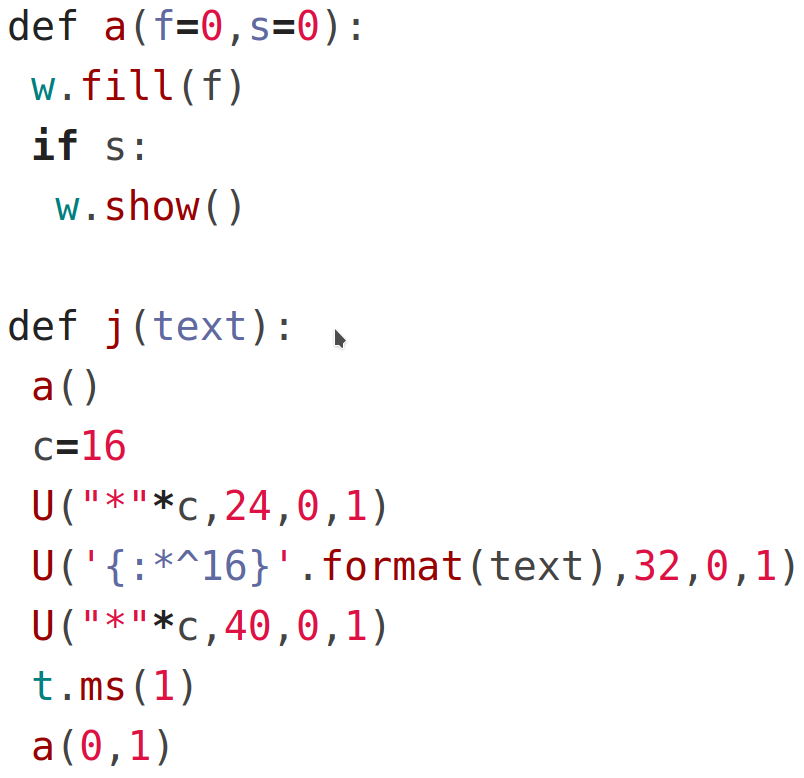 def a(f=0,s=0):
 w.fill(f)
 if s:
  w.show()

def j(text):
 a()
 c=16
 U("*"*c,24,0,1)
 U('{:*^16}'.format(text),32,0,1)
 U("*"*c,40,0,1)
 t.ms(1)
 a(0,1)